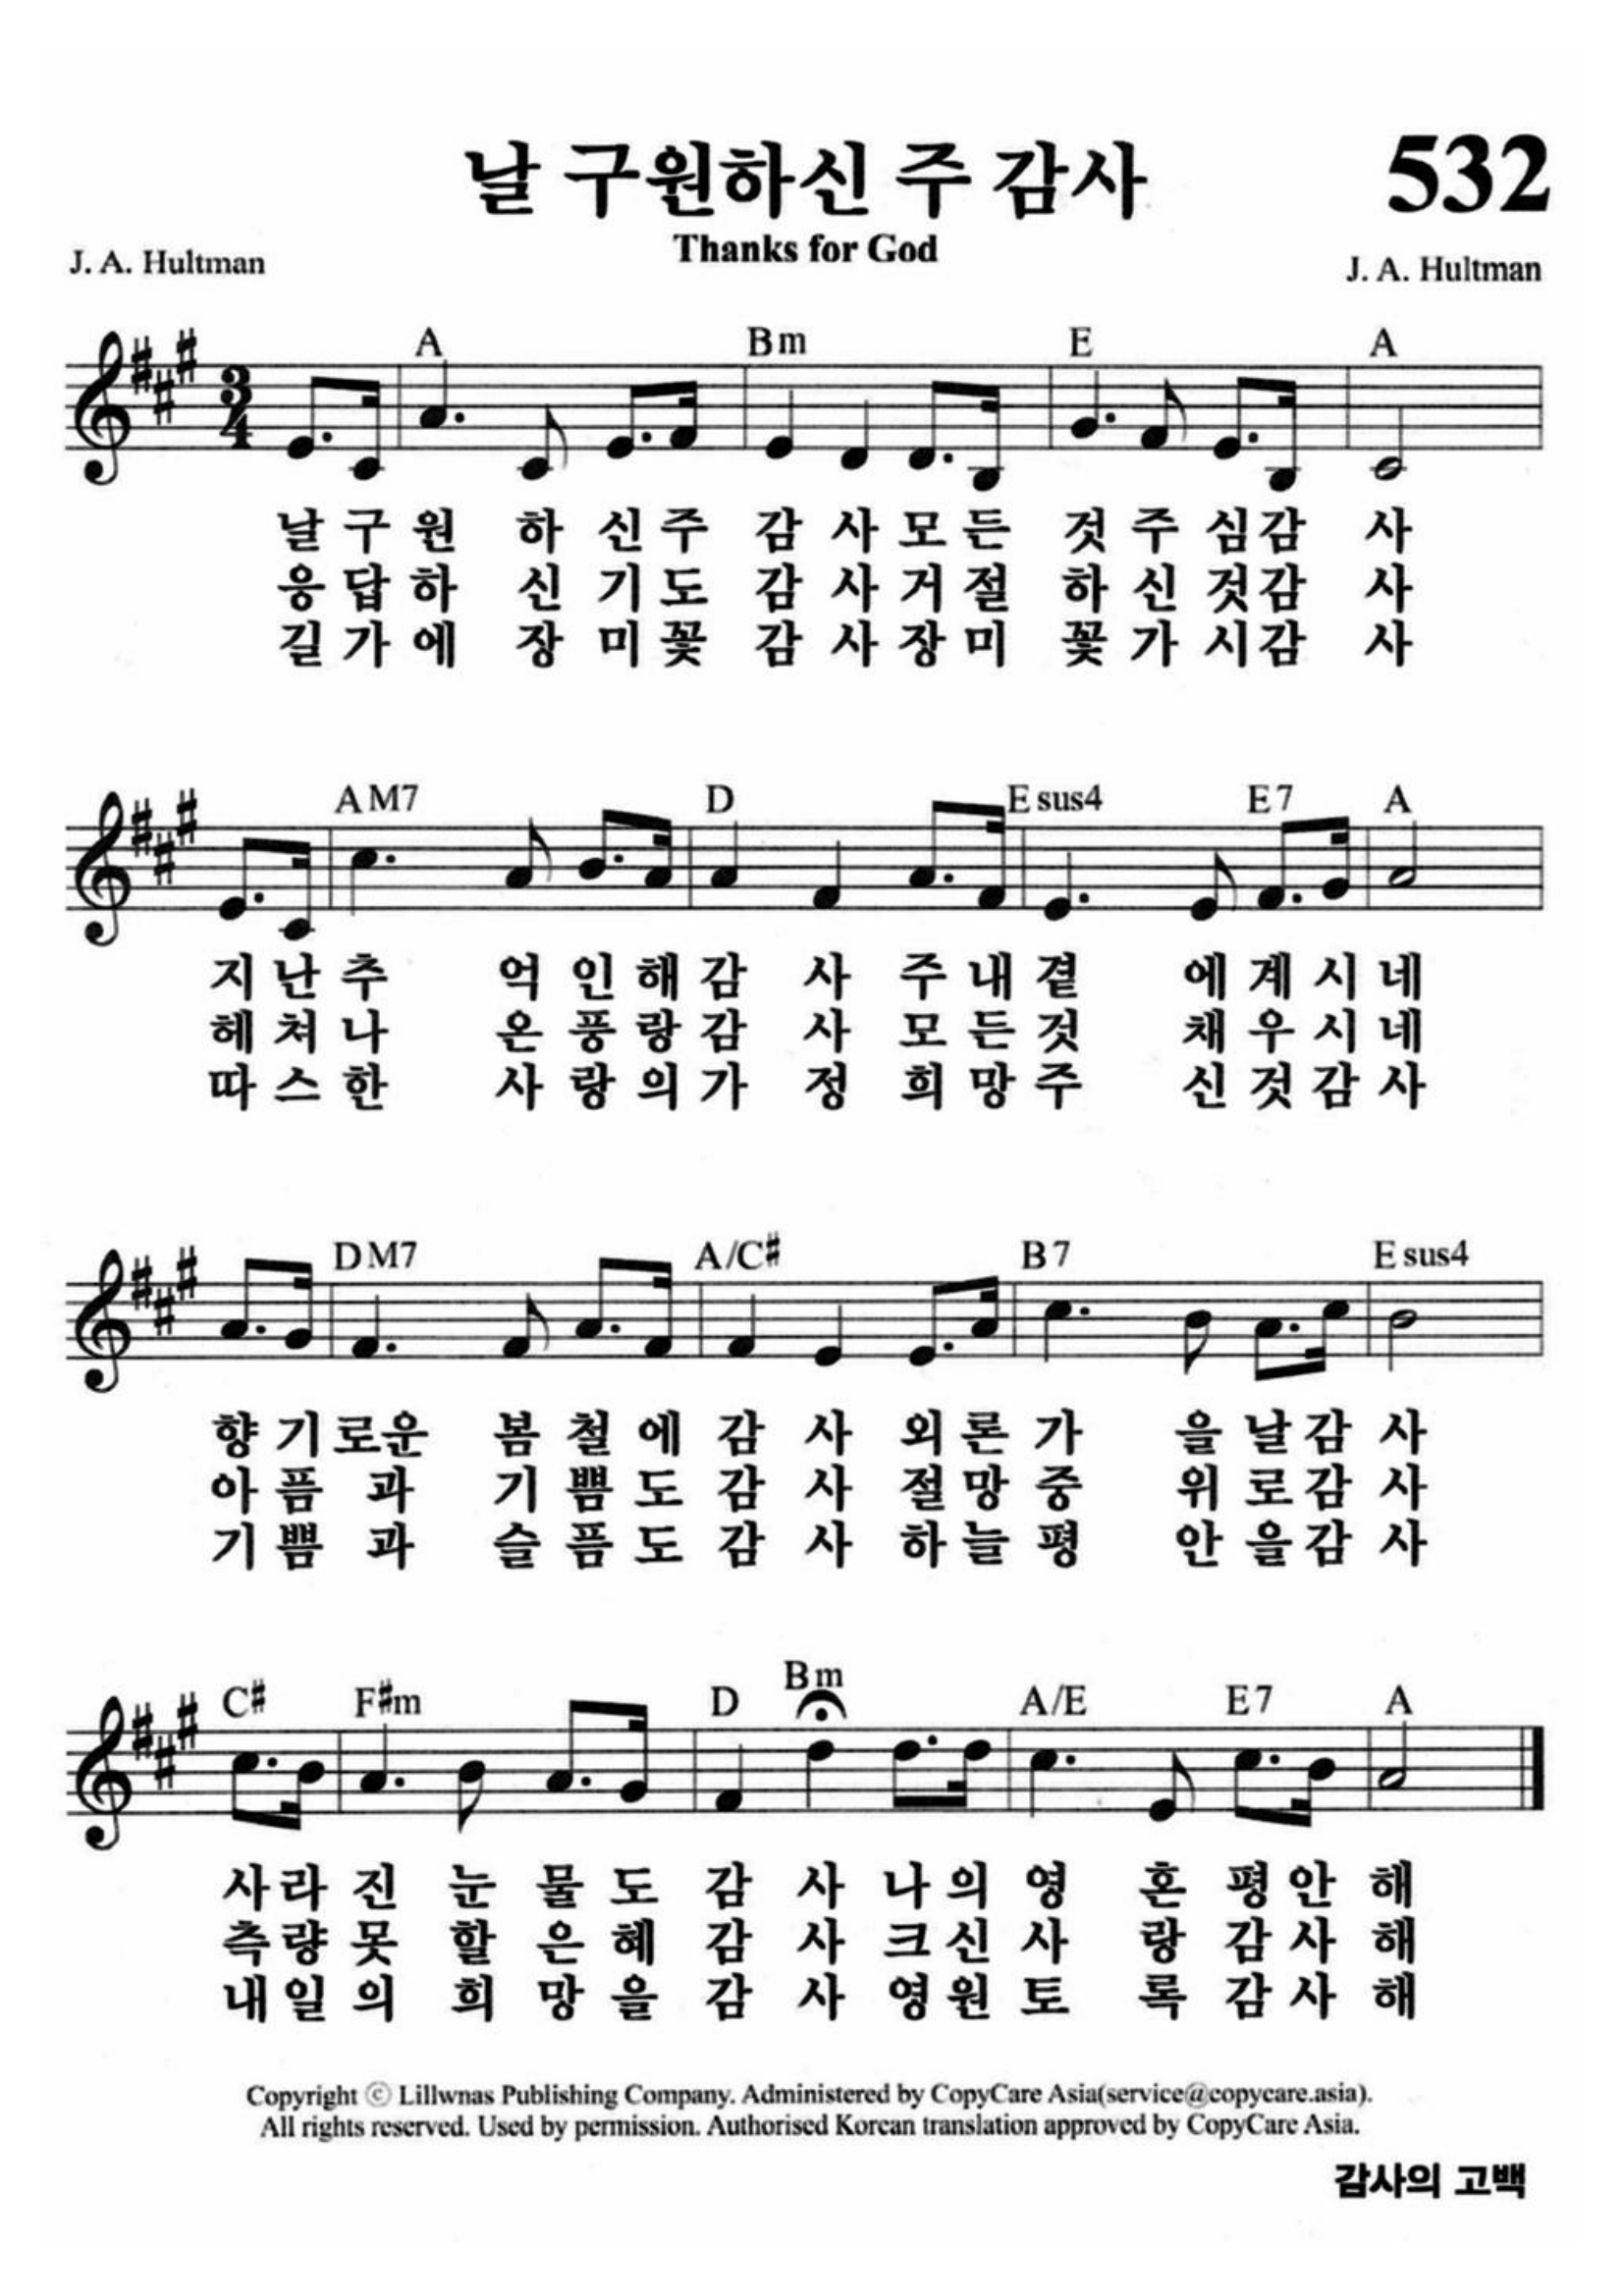 날 구원하신 주 감사
532
Thanks for God
J. A. Hultman
J. A. Hultman
A Bm E A
3/4
날 구 원 하 신 주 감 사 모 든 것 주 심 감 사
응 답 하 신 기 도 감 사 거 절 하 신 것 감 사
길 가 에 장 미 꽃 감 사 장 미 꽃 가 시 감 사
A M7 D E sus4 E7 A
지 난 추 억 인 해 감 사 주 내 곁 에 계 시 네
헤 쳐 나 온 풍 랑 감 사 모 든 것 채 우 시 네
따 스 한 사 랑 의 가 정 희 망 주 신 것 감 사
D M7 A/C# B7 E sus4
향 기 로운 봄 철 에 감 사 외 론 가 을 날 감 사
아 픔 과 기 쁨 도 감 사 절 망 중 위 로 감 사
기 쁨 과 슬 픔 도 감 사 하 늘 평 안 을 감 사
C# F#m D Bm A/E E7 A
사 라 진 눈 물 도 감 사 나 의 영 혼 평 안 해
측 량 못 할 은 혜 감 사 크 신 사 랑 감 사 해
내 일 의 희 망 을 감 사 영 원 토 록 감 사 해
Copyright ⓒ Lillwnas Publishing Company. Administered by CopyCare Asia(service@copycare.asia).
All rights reserved. Used by permission. Authorised Korean translation approved by CopyCare Asia.
감사의 고백